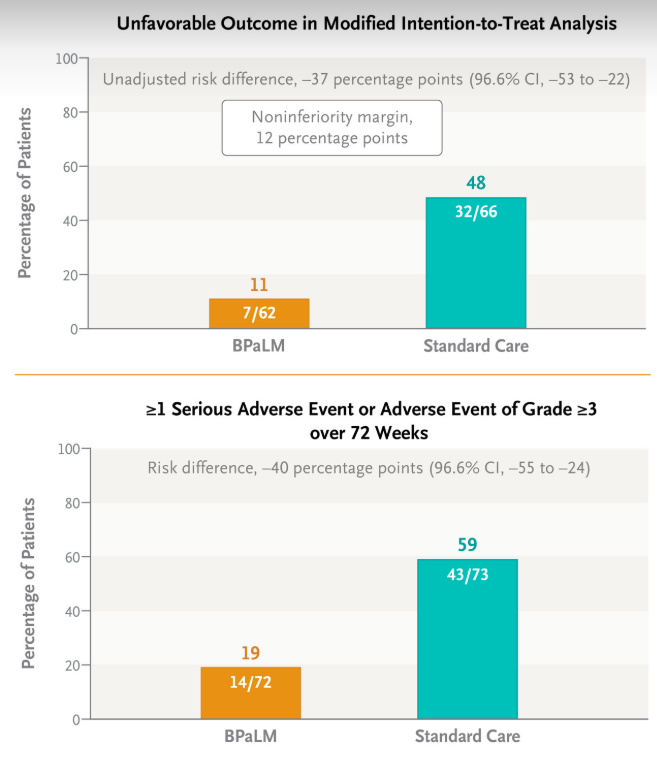 Unfavorable Outcome in Modified Intention-to-Treat Analysis
Percentage of Patients
100
80
60
40
20
0
Unadjusted risk difference, –37 percentage points (96.6% CI, –53 to –22)
Noninferiority margin,
12 percentage points
11
7/62
48
32/66
BPaLM
Standard Care
≥1 Serious Adverse Event or Adverse Event of Grade ≥3
over 72 Weeks
Percentage of Patients
100
80
60
40
20
0
Risk difference, –40 percentage points (96.6% CI, –55 to –24)
19
14/72
59
43/73
BPaLM
Standard Care